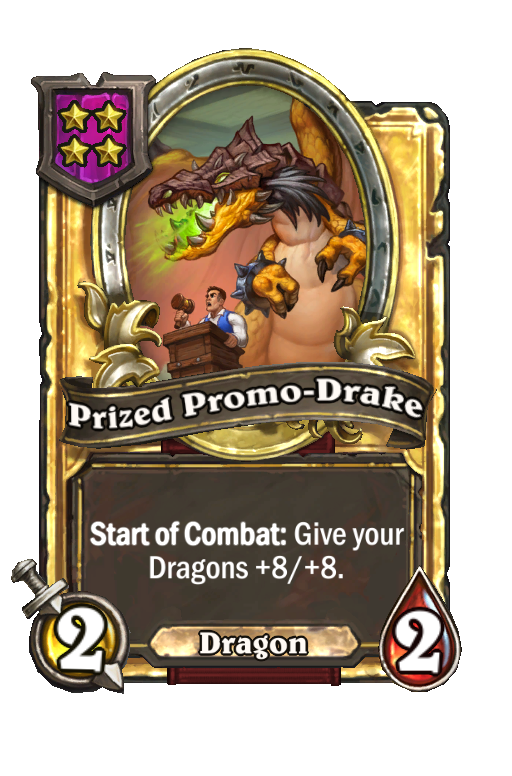 Prized Promo-Drake
Start of Combat: Give your
Dragons +8/+8.
2
Dragon
2